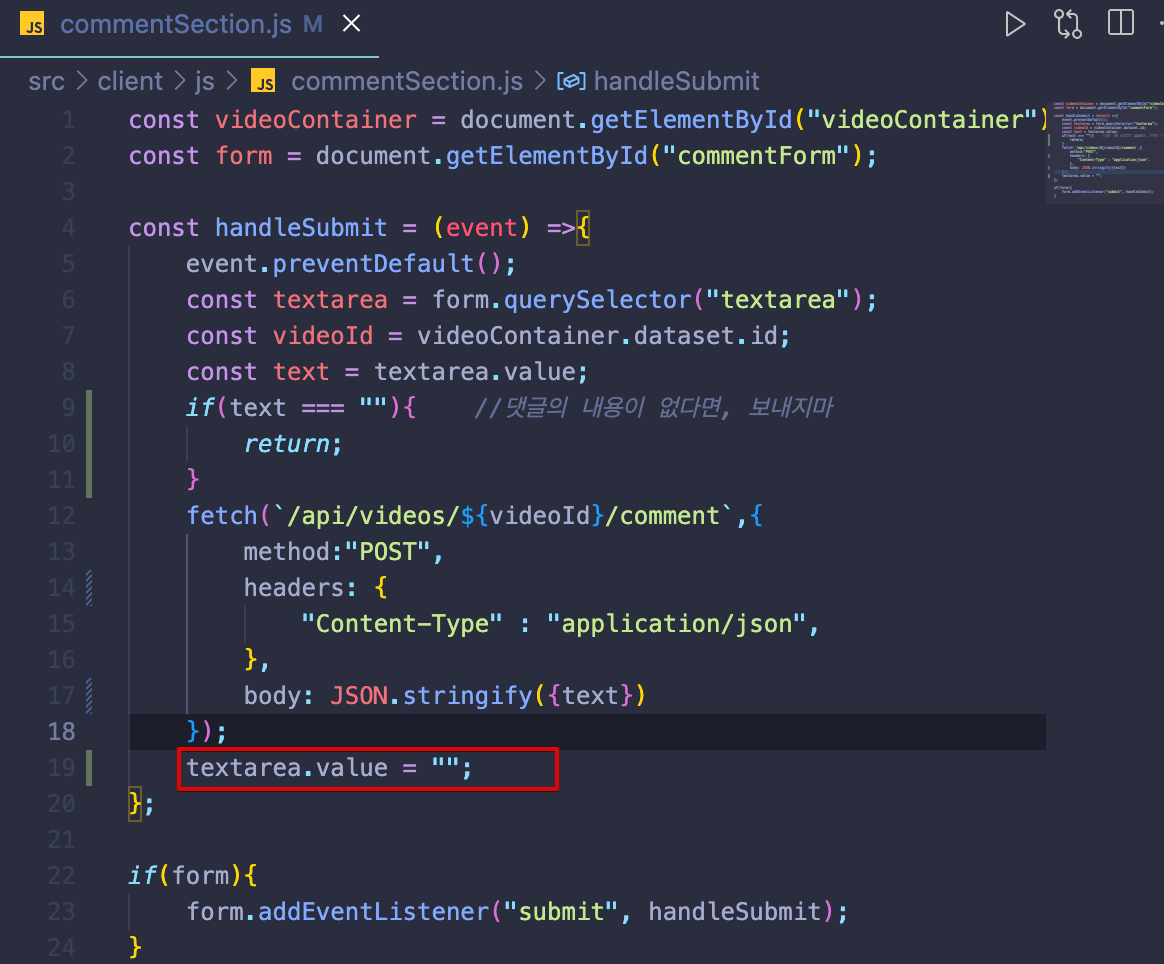 JS commentSection.js M
src > client > js > JS commentSection.js > handleSubmit
1 const videoContainer = document.getElementById("videoContainer")
2 const form = document.getElementById("commentForm");
3
4 const handleSubmit = (event) =>{
5 event.preventDefault();
6 const textarea = form.querySelector("textarea");
7 const videoId = videoContainer.dataset.id;
8 const text = textarea.value;
9 if(text === ""){ //댓글의 내용이 없다면, 보내지마
10 return;
11 }
12 fetch(`/api/videos/${videoId}/comment`,{
13 method:"POST",
14 headers: {
15 "Content-Type" : "application/json",
16 },
17 body: JSON.stringify({text})
18 });
19 textarea.value = "";
20 };
21
22 if(form){
23 form.addEventListener("submit", handleSubmit);
24 }